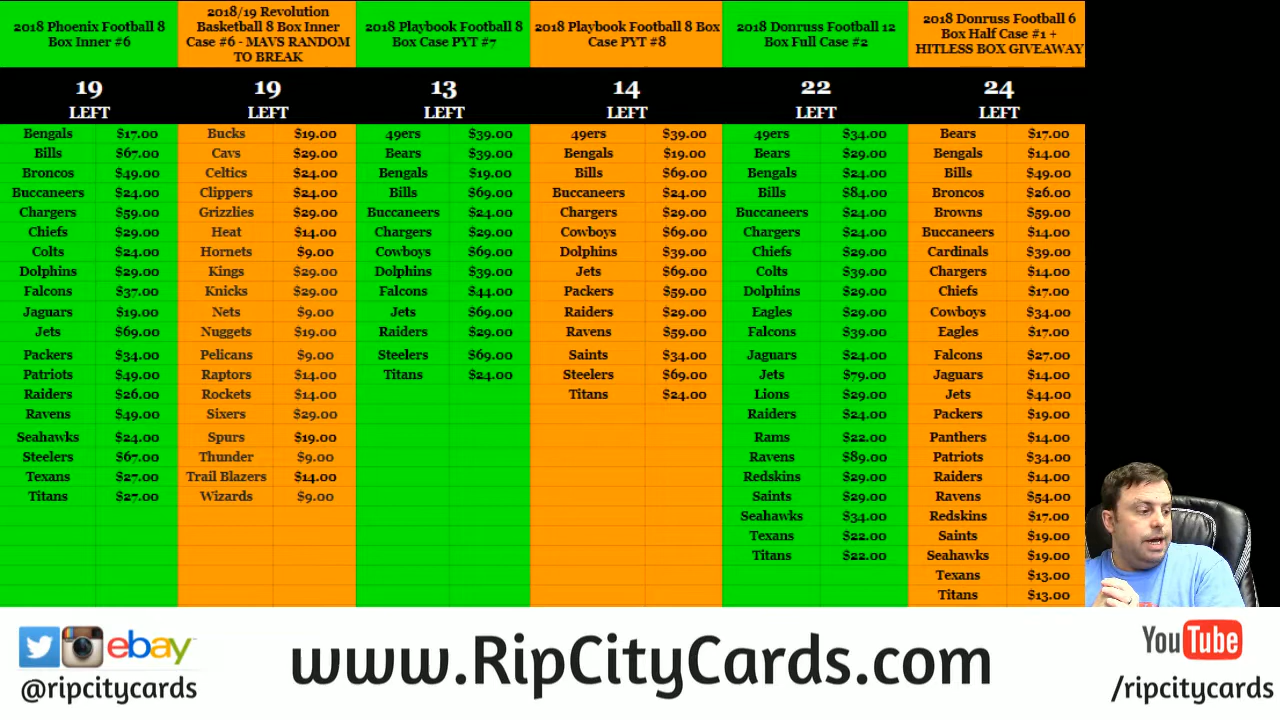 2018 Phoenix Football 8
Box Inner #6
2018/19 Revolution
Basketball 8 Box Inner
Case #6 - MAVS RANDOM
TO BREAK
2018 Playbook Football 8
Box Case PYT #7
2018 Playbook Football 8 Box
Case PYT #8
2018 Donruss Football 12
Box Full Case #2
2018 Donruss Football 6
Box Half Case #1 +
HITLESS BOX GIVEAWAY
19 19 13 14 22 24
LEFT LEFT LEFT LEFT LEFT LEFT
Bengals $17.00 Bucks $19.00 49ers $39.00 49ers $39.00 49ers $34.00 Bears $17.00
Bills $67.00 Cavs $29.00 Bears $39.00 Bengals $19.00 Bears $29.00 Bengals $14.00
Broncos $49.00 Celtics $24.00 Bengals $19.00 Bills $69.00 Bengals $24.00 Bills $49.00
Buccaneers $24.00 Clippers $24.00 Bills $69.00 Buccaneers $24.00 Bills $84.00 Broncos $26.00
Chargers $59.00 Grizzlies $29.00 Buccaneers $24.00 Chargers $29.00 Buccaneers $24.00 Browns $59.00
Chiefs $29.00 Heat $14.00 Chargers $29.00 Cowboys $69.00 Chargers $24.00 Buccaneers $14.00
Colts $24.00 Hornets $9.00 Cowboys $69.00 Dolphins $39.00 Chiefs $29.00 Cardinals $39.00
Dolphins $29.00 Kings $29.00 Dolphins $39.00 Jets $69.00 Colts $39.00 Chargers $14.00
Falcons $37.00 Knicks $29.00 Falcons $44.00 Packers $59.00 Dolphins $29.00 Chiefs $17.00
Jaguars $19.00 Nets $9.00 Jets $69.00 Raiders $29.00 Eagles $29.00 Cowboys $34.00
Jets $69.00 Nuggets $19.00 Raiders $29.00 Ravens $59.00 Falcons $39.00 Eagles $17.00
Packers $34.00 Pelicans $9.00 Steelers $69.00 Saints $34.00 Jaguars $24.00 Falcons $27.00
Patriots $49.00 Raptors $14.00 Titans $24.00 Steelers $69.00 Jets $79.00 Jaguars $14.00
Raiders $26.00 Rockets $14.00 Titans $24.00 Lions $29.00 Jets $44.00
Ravens $49.00 Sixers $29.00 Raiders $24.00 Packers $19.00
Seahawks $24.00 Spurs $19.00 Rams $22.00 Panthers $14.00
Steelers $67.00 Thunder $9.00 Ravens $89.00 Patriots $34.00
Texans $27.00 Trail Blazers $14.00 Redskins $29.00 Raiders $14.00
Titans $27.00 Wizards $9.00 Saints $29.00 Ravens $54.00
Seahawks $34.00 Redskins $17.00
Texans $22.00 Saints $19.00
Titans $22.00 Seahawks $19.00
Texans $13.00
Titans $13.00
ebay
@ripcitycards
www.RipCityCards.com
YouTube
/ripcitycards